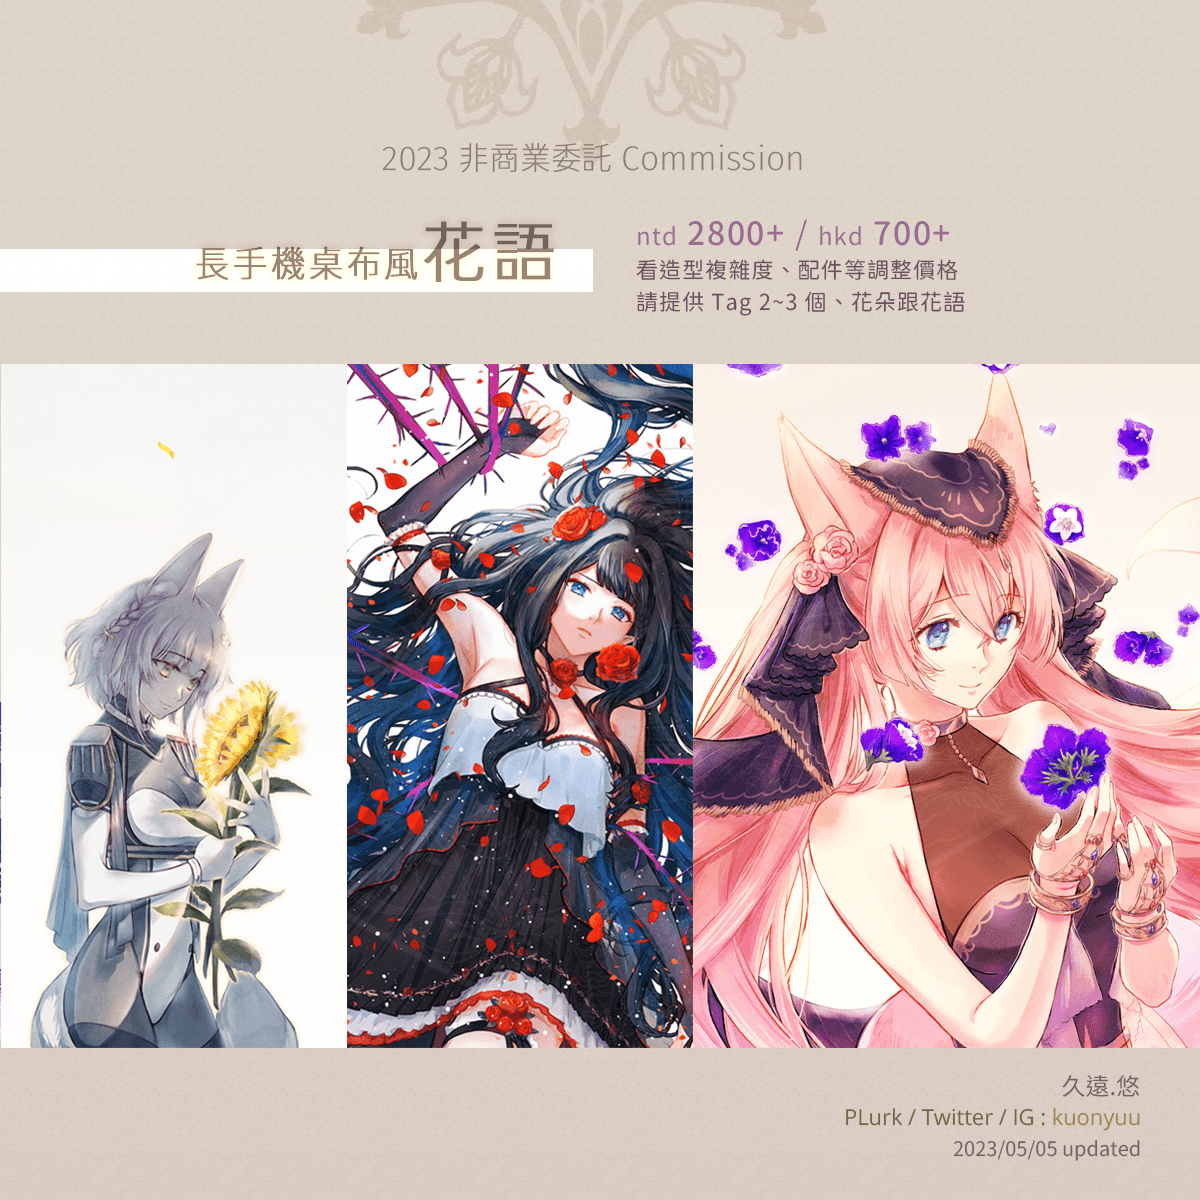 2023 非商業委託 Commission
長手機桌布風花語
ntd 2800+ / hkd 700+
看造型複雜度、配件等調整價格
請提供 Tag 2~3 個、花朵跟花語
久遠.悠
PLurk / Twitter / IG : kuonyuu
2023/05/05 updated